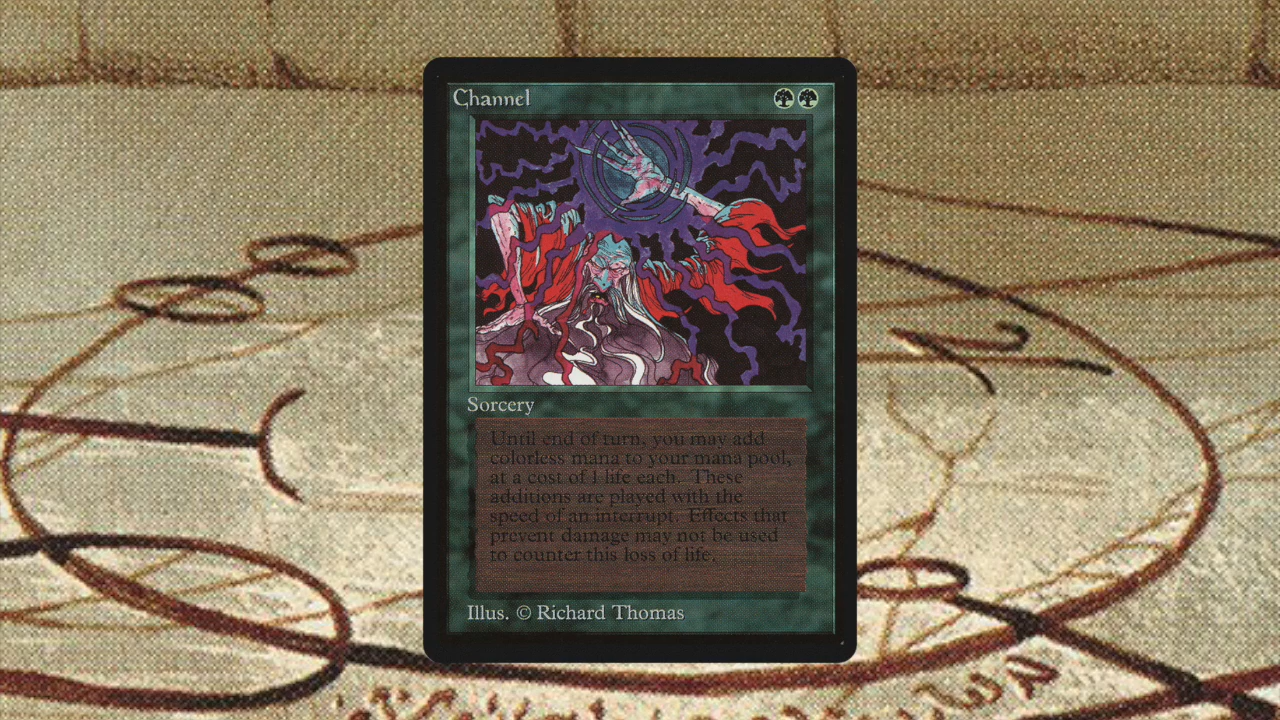 Channel
Sorcery
Until end of turn, you may add
colorless mana to your mana pool,
at a cost of 1 life each. These
additions are played with the
speed of an interrupt. Effects that
prevent damage may not be used
to counter this loss of life.
Illus. © Richard Thomas